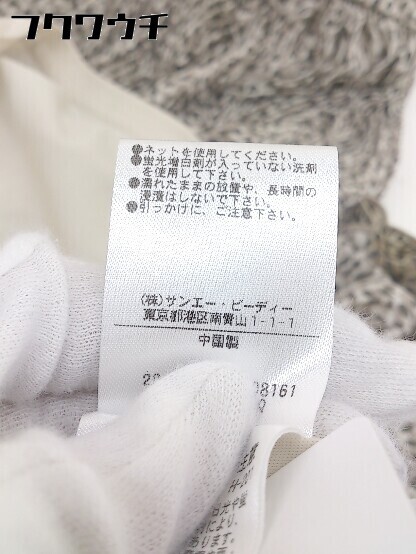 フクワウチ
●ネットを使用してください。
●蛍光増白剤が入っていない洗剤
を使用して下さい。
●濡れたままの放置や、長時間の
浸漬はしないで下さい。
●引っかけに、ご注意下さい。
(株)サンエー・ビーディー
東京都港区南青山1-1-1
中国製
8161